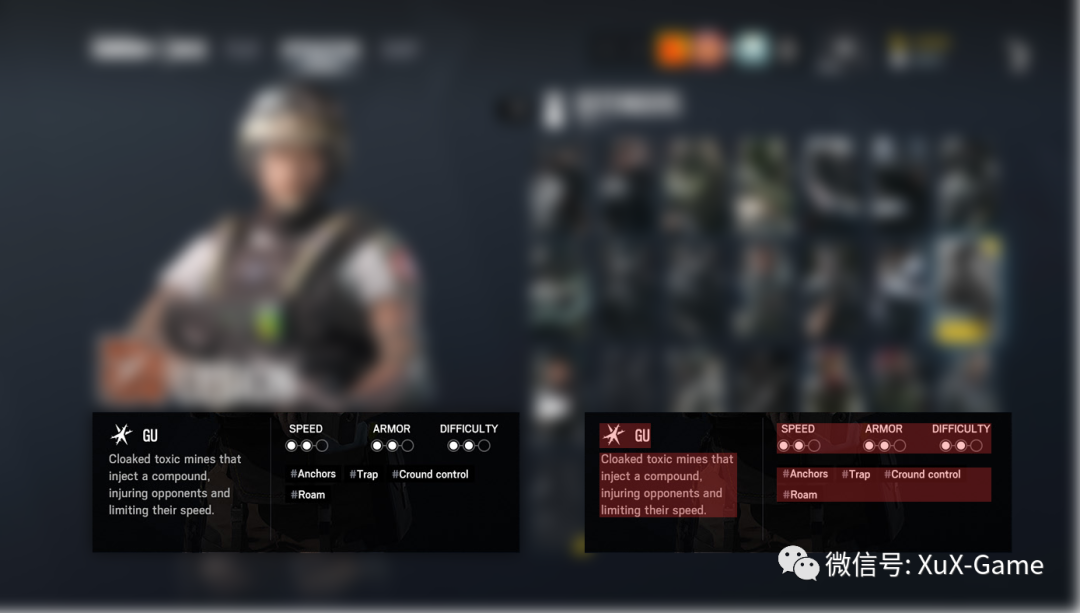 GU
Cloaked toxic mines that
inject a compound,
injuring opponents and
limiting their speed.
SPEED ARMOR DIFFICULTY
#Anchors #Trap #Cround control
#Roam
GU
Cloaked toxic mines that
inject a compound,
injuring opponents and
limiting their speed.
SPEED ARMOR DIFFICULTY
#Anchors #Trap #Cround control
#Roam
微信号: XuX-Game